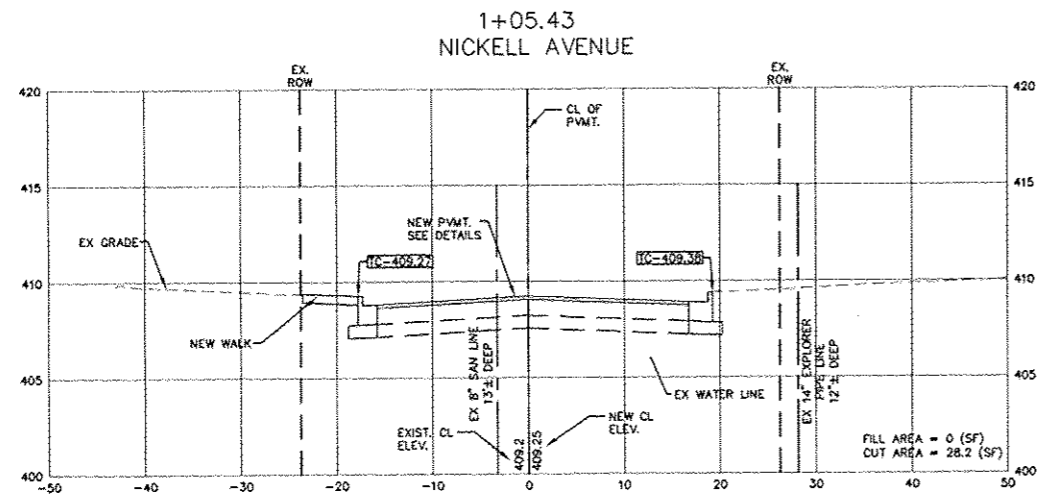 1+05.43
NICKELL AVENUE
EX.
ROW
EX.
ROW
420
420
CL OF
PVMT.
415
415
NEW PVMT.
SEE DETAILS
EX GRADE
TC-409.27
TC-409.38
410
410
NEW WALK
405
405
EX 8" SAN LINE
13'± DEEP
EX WATER LINE
EX 14" EXPLORER
PIPE LINE
12"± DEEP
EXIST. CL
ELEV.
409.2
409.25
NEW CL
ELEV.
FILL AREA = 0 (SF)
CUT AREA = 28.2 (SF)
400
400
-50
-40
-30
-20
-10
0
10
20
30
40
50